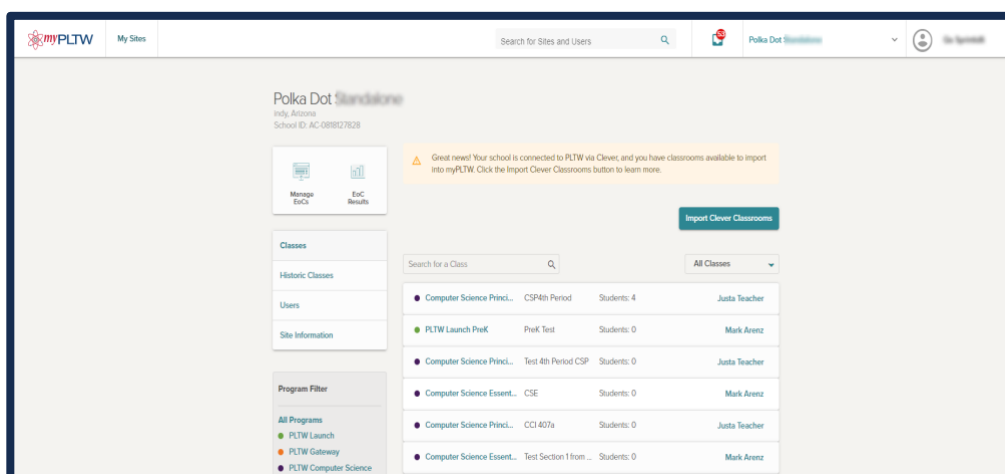 myPLTW
My Sites
Search for Sites and Users
53
Polka Dot
Polka Dot
indy, Arizona
School ID: AC-0818127828
Manage
EoCs
EoC
Results
Great news! Your school is connected to PLTW via Clever, and you have classrooms available to import
into myPLTW. Click the Import Clever Classrooms button to learn more.
Import Clever Classrooms
Classes
Historic Classes
Users
Site Information
Search for a Class
All Classes
Computer Science Princi... CSP4th Period Students: 4 Justa Teacher
PLTW Launch PreK PreK Test Students: 0 Mark Arenz
Computer Science Princi... Test 4th Period CSP Students: 0 Justa Teacher
Computer Science Essent... CSE Students: 0 Mark Arenz
Computer Science Princi... CCI 407a Students: 0 Justa Teacher
Computer Science Essent... Test Section 1 from ... Students: 0 Mark Arenz
Program Filter
All Programs
PLTW Launch
PLTW Gateway
PLTW Computer Science